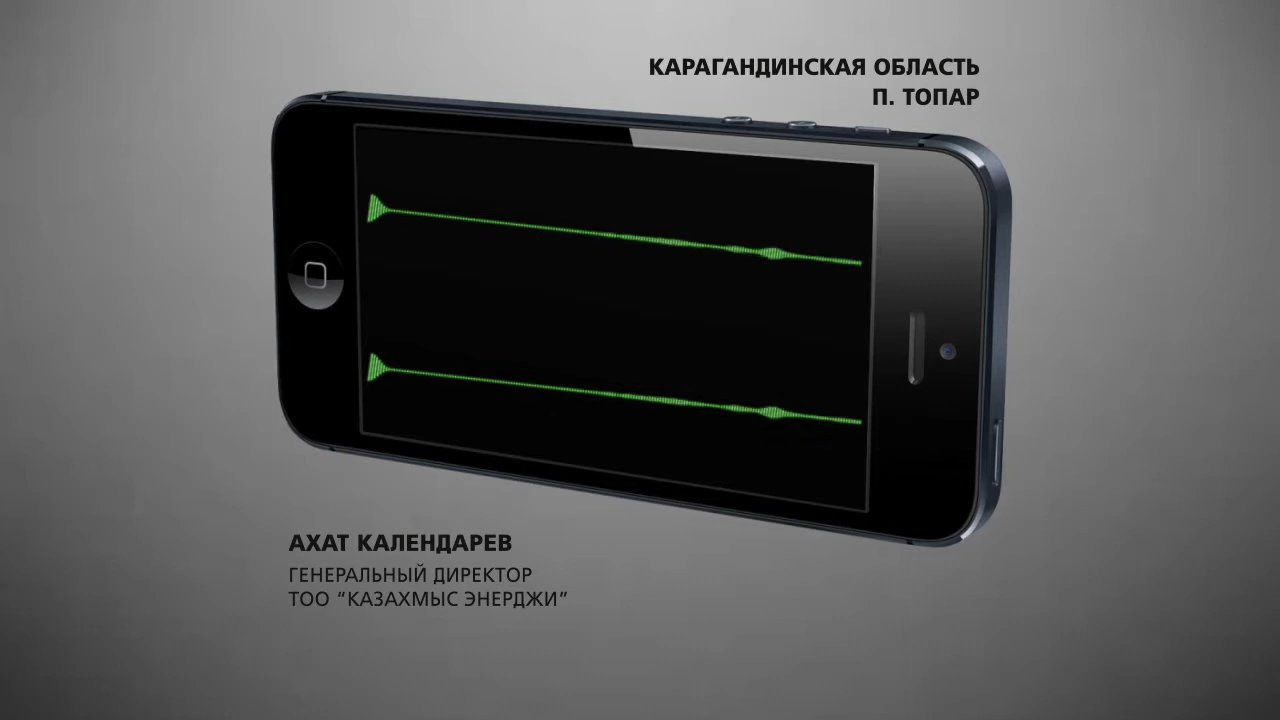 КАРАГАНДИНСКАЯ ОБЛАСТЬ
П. ТОПАР
АХАТ КАЛЕНДАРЕВ
ГЕНЕРАЛЬНЫЙ ДИРЕКТОР
ТОО “КАЗАХМЫС ЭНЕРДЖИ”